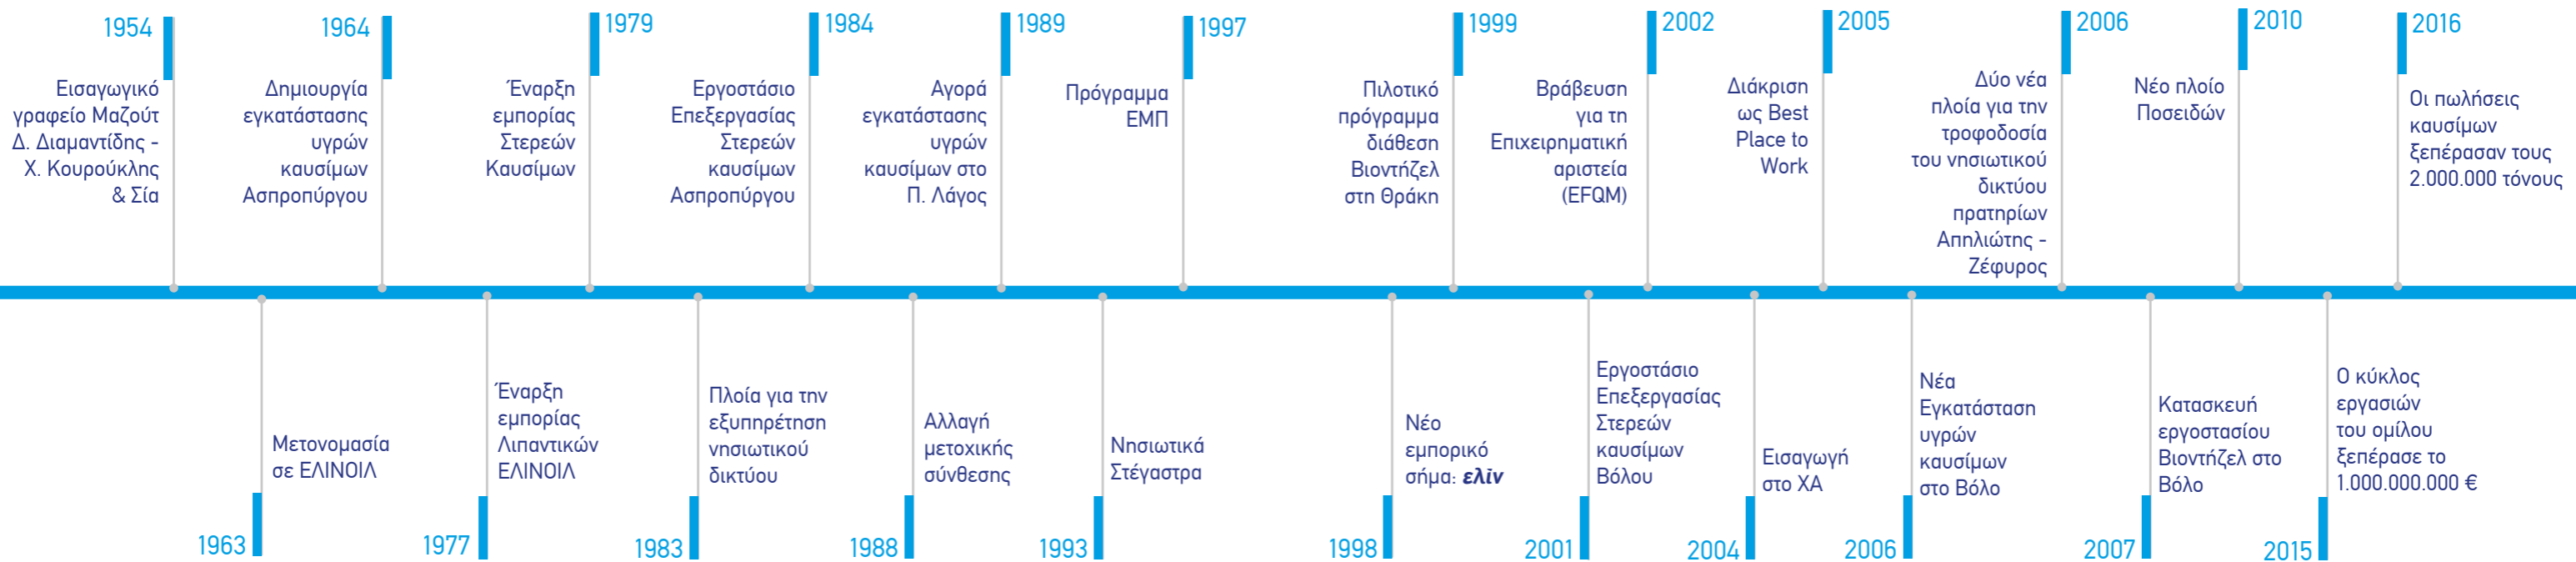 1954
Εισαγωγικό
γραφείο Μαζούτ
Δ. Διαμαντίδης -
Χ. Κουρούκλης
& Σία
1964
Δημιουργία
εγκατάστασης
υγρών
καυσίμων
Ασπροπύργου
1979
Έναρξη
εμπορίας
Στερεών
Καυσίμων
1984
Εργοστάσιο
Επεξεργασίας
Στερεών
καυσίμων
Ασπροπύργου
1989
Αγορά
εγκατάστασης
υγρών
καυσίμων στο
Π. Λάγος
1997
Πρόγραμμα
ΕΜΠ
1999
Πιλοτικό
πρόγραμμα
διάθεση
Βιοντήζελ
στη Θράκη
2002
Βράβευση
για τη
Επιχειρηματική
αριστεία
(EFQM)
2005
Διάκριση
ως Best
Place to
Work
2006
Δύο νέα
πλοία για την
τροφοδοσία
του νησιωτικού
δικτύου
πρατηρίων
Απηλιώτης -
Ζέφυρος
2010
Νέο πλοίο
Ποσειδών
2016
Οι πωλήσεις
καυσίμων
ξεπέρασαν τους
2.000.000 τόνους
Μετονομασία
σε ΕΛΙΝΟΙΛ
1963
Έναρξη
εμπορίας
Λιπαντικών
ΕΛΙΝΟΙΛ
1977
Πλοία για την
εξυπηρέτηση
νησιωτικού
δικτύου
1983
Αλλαγή
μετοχικής
σύνθεσης
1988
Νησιωτικά
Στέγαστρα
1993
Νέο
εμπορικό
σήμα: ελίν
1998
Εργοστάσιο
Επεξεργασίας
Στερεών
καυσίμων
Βόλου
2001
Εισαγωγή
στο ΧΑ
2004
Νέα
Εγκατάσταση
υγρών
καυσίμων
στο Βόλο
2006
Κατασκευή
εργοστασίου
Βιοντήζελ στο
Βόλο
2007
Ο κύκλος
εργασιών
του ομίλου
ξεπέρασε το
1.000.000.000 €
2015